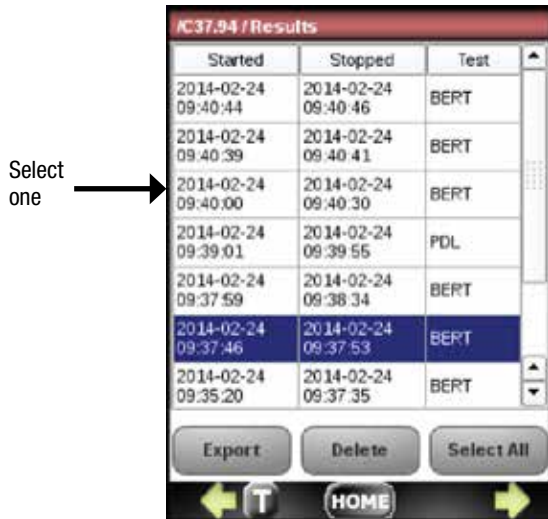 /C37.94 / Results
Started Stopped Test
2014-02-24 2014-02-24
09:40:44 09:40:46 BERT
2014-02-24 2014-02-24
09:40:39 09:40:41 BERT
Select
one
2014-02-24 2014-02-24
09:40:00 09:40:30 BERT
2014-02-24 2014-02-24
09:39:01 09:39:55 PDL
2014-02-24 2014-02-24
09:37:59 09:38:34 BERT
2014-02-24 2014-02-24
09:37:46 09:37:53 BERT
2014-02-24 2014-02-24
09:35:20 09:37:35 BERT
Export Delete Select All
T HOME